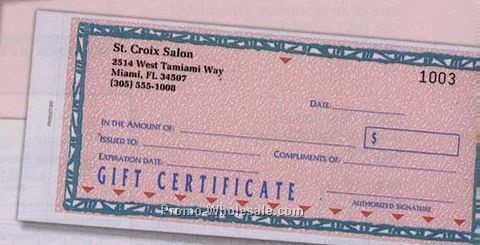 St. Croix Salon
2514 West Tamiami Way
Miami, FL 34507
(305) 555-1008
1003
DATE:
IN THE AMOUNT OF:
$
ISSUED TO:
COMPLIMENTS OF:
EXPIRATION DATE:
GIFT CERTIFICATE
AUTHORIZED SIGNATURE
Promo-Wholesale.com